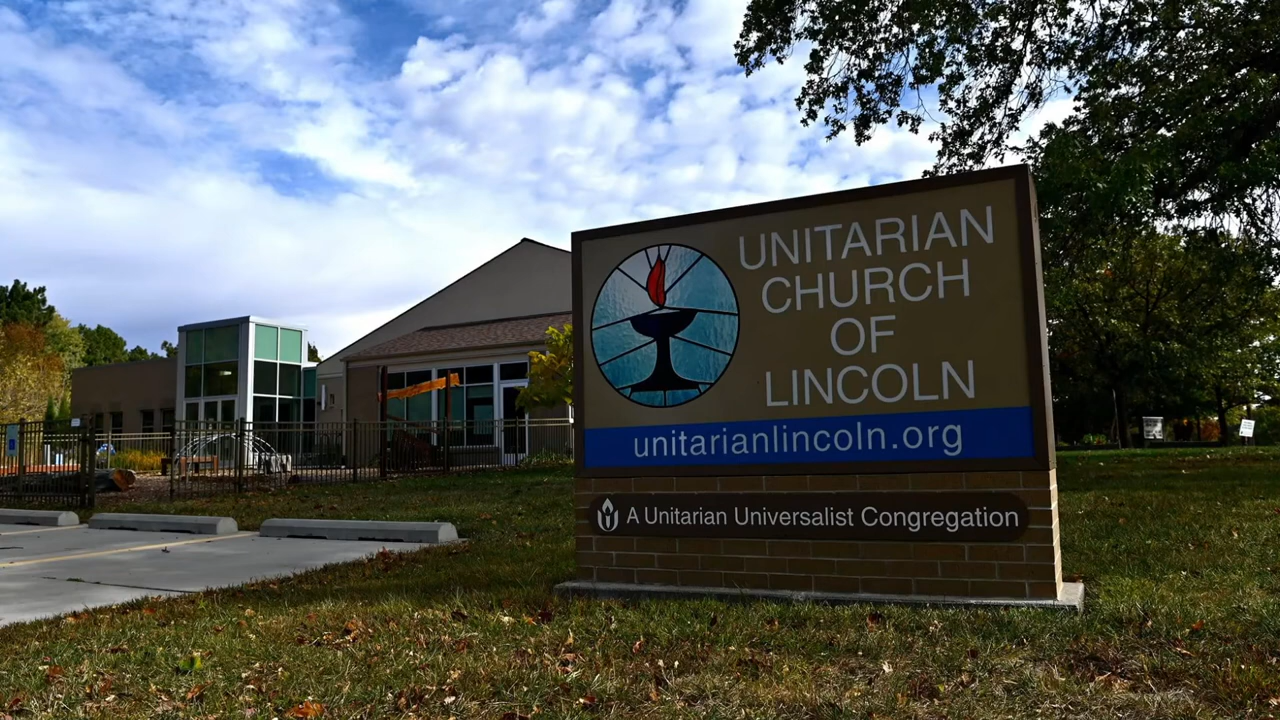 UNITARIAN
CHURCH
OF
LINCOLN
unitarianlincoln.org
A Unitarian Universalist Congregation